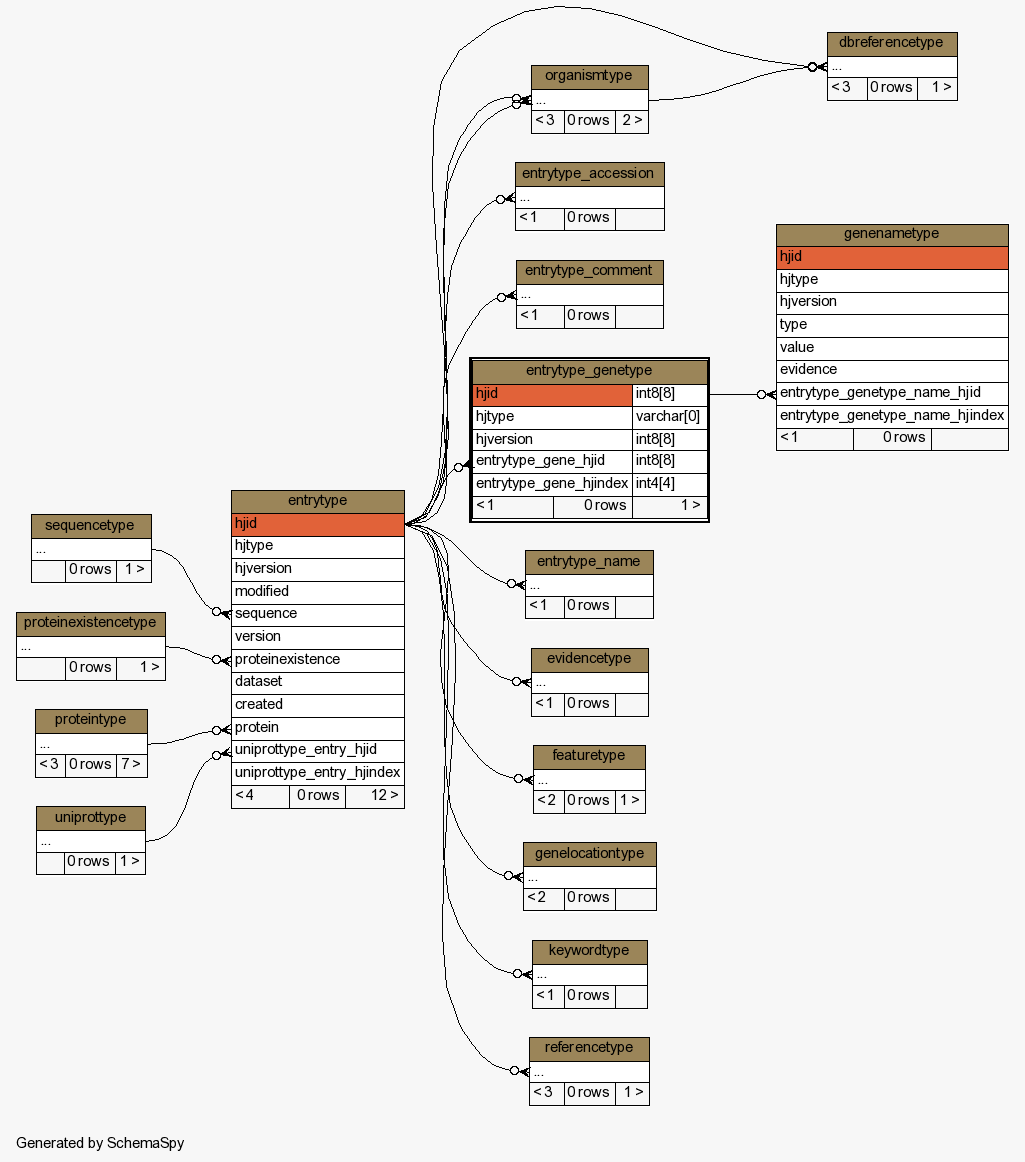 dbreferencetype
...
< 3 0 rows 1 >
organismtype
...
< 3 0 rows 2 >
entrytype_accession
...
< 1 0 rows
genenametype
hjid
hjtype
hjversion
type
value
evidence
entrytype_genetype_name_hjid
entrytype_genetype_name_hjindex
< 1 0 rows
entrytype_comment
...
< 1 0 rows
entrytype_genetype
hjid int8[8]
hjtype varchar[0]
hjversion int8[8]
entrytype_gene_hjid int8[8]
entrytype_gene_hjindex int4[4]
< 1 0 rows 1 >
entrytype
hjid
hjtype
hjversion
modified
sequence
version
proteinexistence
dataset
created
protein
uniprottype_entry_hjid
uniprottype_entry_hjindex
< 4 0 rows 12 >
sequencetype
...
0 rows 1 >
proteinexistencetype
...
0 rows 1 >
proteintype
...
< 3 0 rows 7 >
uniprottype
...
0 rows 1 >
entrytype_name
...
< 1 0 rows
evidencetype
...
< 1 0 rows
featuretype
...
< 2 0 rows 1 >
genelocationtype
...
< 2 0 rows
keywordtype
...
< 1 0 rows
referencetype
...
< 3 0 rows 1 >
Generated by SchemaSpy